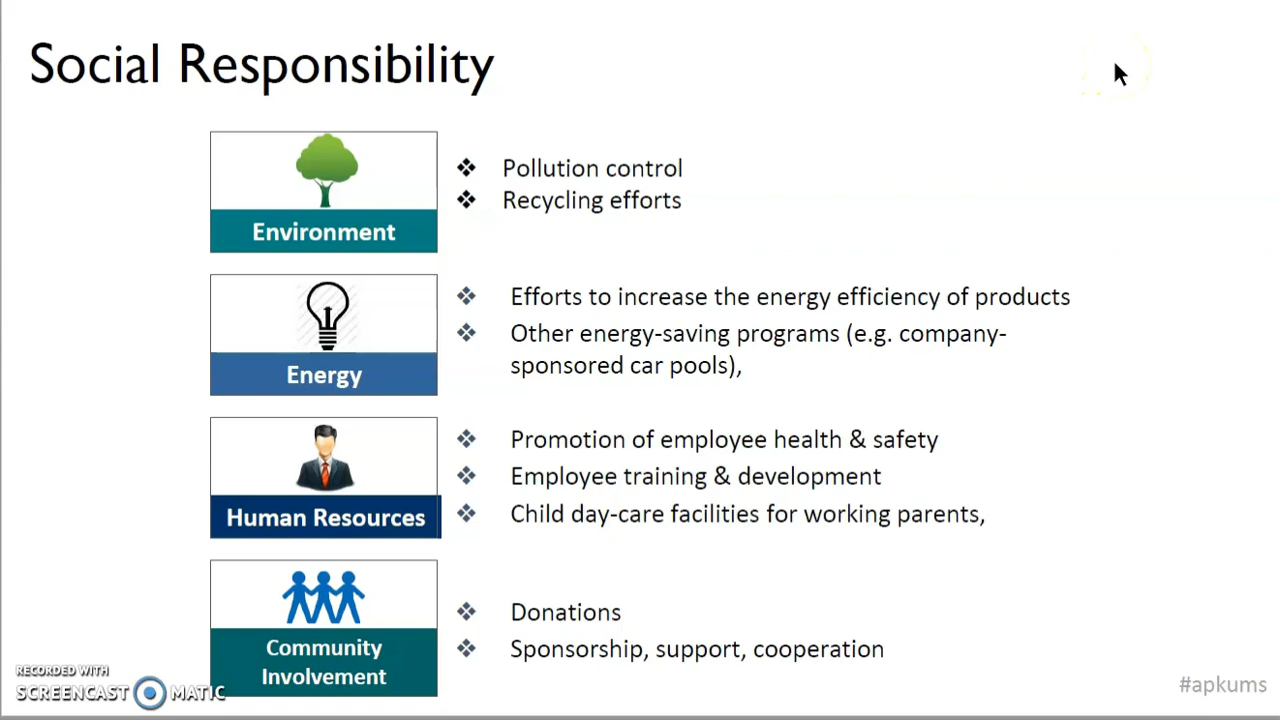 Social Responsibility
Environment
❖ Pollution control
❖ Recycling efforts
Energy
❖ Efforts to increase the energy efficiency of products
❖ Other energy-saving programs (e.g. company-
sponsored car pools),
Human Resources
❖ Promotion of employee health & safety
❖ Employee training & development
❖ Child day-care facilities for working parents,
Community
Involvement
❖ Donations
❖ Sponsorship, support, cooperation
RECORDED WITH
SCREENCAST MATIC
#apkums